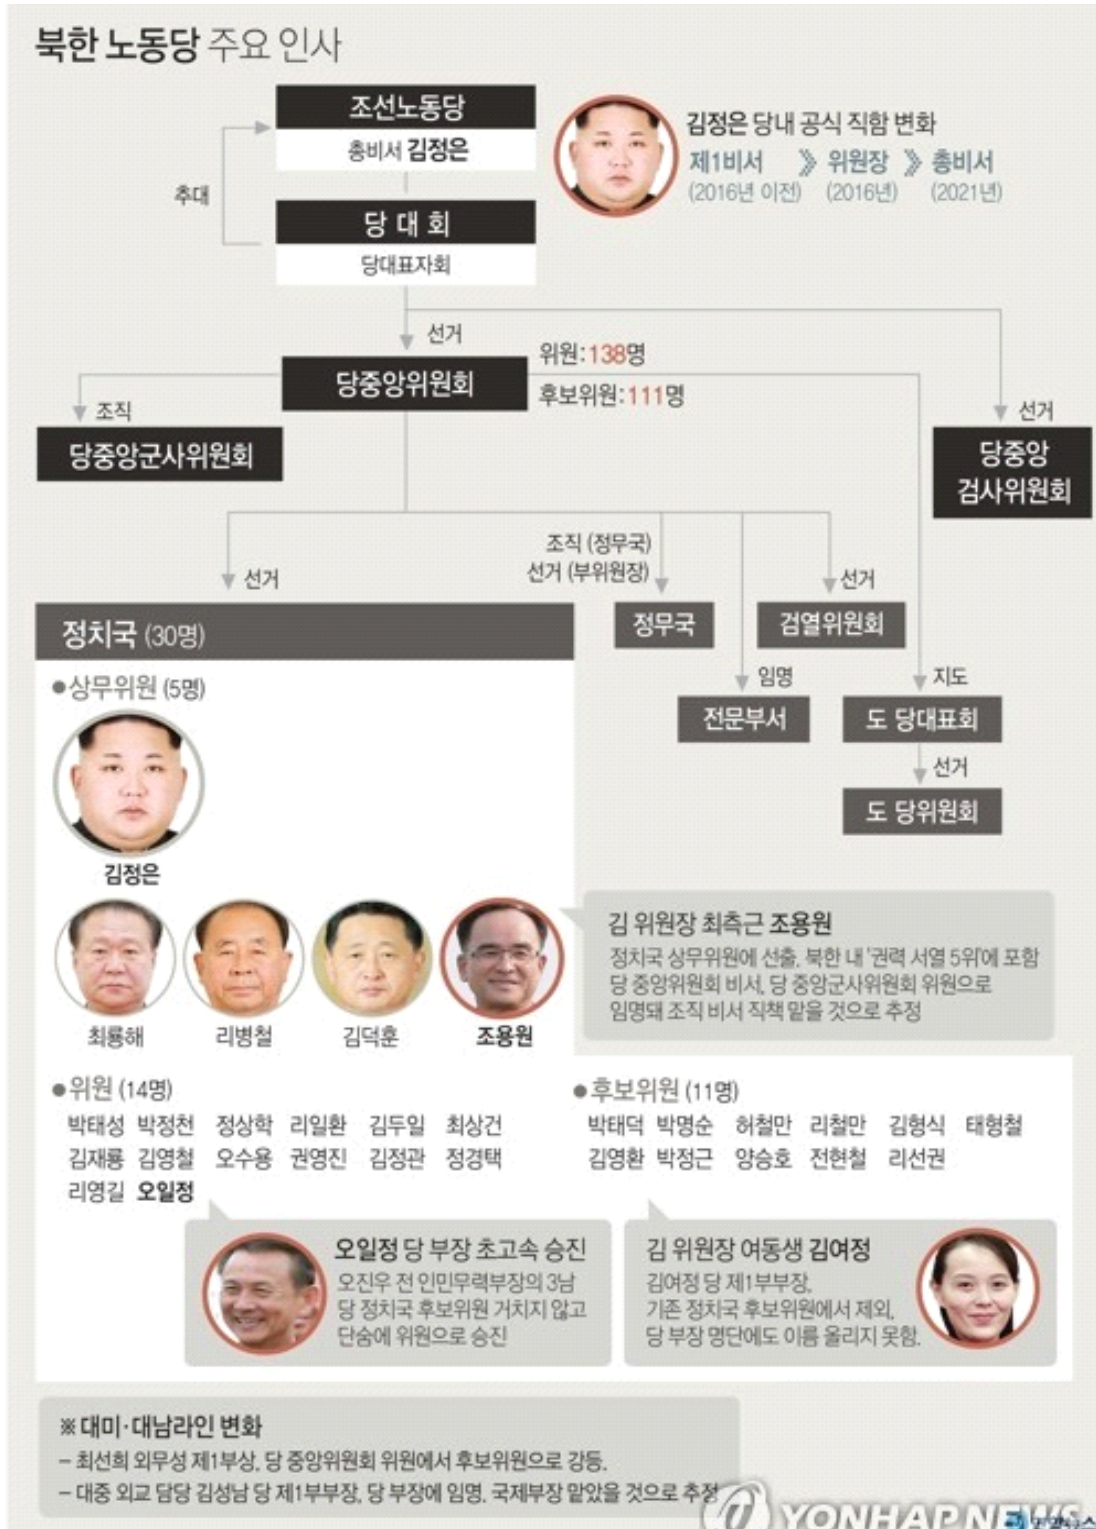 북한 노동당 주요 인사
조선노동당
총비서 김정은
추대
당 대 회
당대표자회
김정은 당내 공식 직함 변화
제1비서 》 위원장 》 총비서
(2016년 이전) (2016년) (2021년)
선거
당중앙위원회
위원:138명
후보위원:111명
조직
당중앙군사위원회
선거
당중앙
검사위원회
선거
조직 (정무국)
선거 (부위원장)
선거
정무국
검열위원회
임명
전문부서
지도
도 당대표회
선거
도 당위원회
정치국 (30명)
●상무위원 (5명)
김정은
최룡해 리병철 김덕훈 조용원
김 위원장 최측근 조용원
정치국 상무위원에 선출, 북한 내 '권력 서열 5위'에 포함
당 중앙위원회 비서, 당 중앙군사위원회 위원으로
임명돼 조직 비서 직책 맡을 것으로 추정
●위원 (14명)
박태성 박정천 정상학 리일환 김두일 최상건
김재룡 김영철 오수용 권영진 김정관 정경택
리영길 오일정
●후보위원 (11명)
박태덕 박명순 허철만 리철만 김형식 태형철
김영환 박정근 양승호 전현철 리선권
오일정 당 부장 초고속 승진
오진우 전 인민무력부장의 3남
당 정치국 후보위원 거치지 않고
단숨에 위원으로 승진
김 위원장 여동생 김여정
김여정 당 제1부부장,
기존 정치국 후보위원에서 제외,
당 부장 명단에도 이름 올리지 못함.
※ 대미·대남라인 변화
– 최선희 외무성 제1부상, 당 중앙위원회 위원에서 후보위원으로 강등,
– 대중 외교 담당 김성남 당 제1부부장, 당 부장에 임명, 국제부장 맡았을 것으로 추정
YONHAP NEWS
연합뉴스